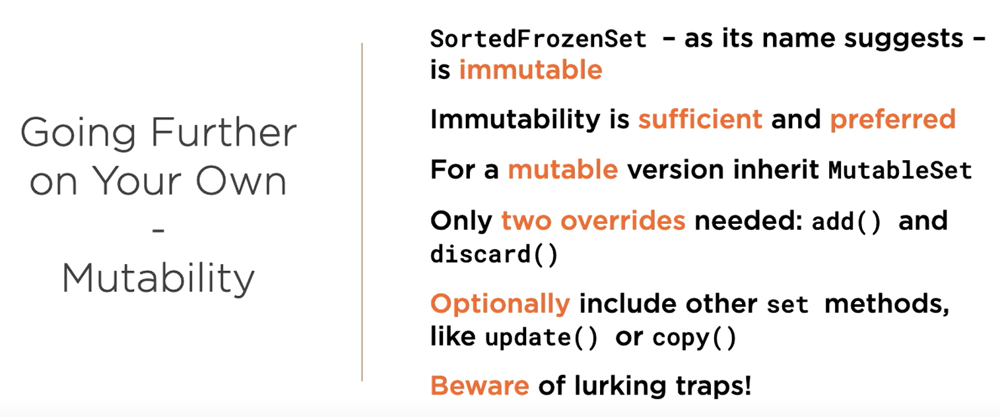 Going Further
on Your Own
-
Mutability
SortedFrozenSet – as its name suggests –
is immutable
Immutability is sufficient and preferred
For a mutable version inherit MutableSet
Only two overrides needed: add() and
discard()
Optionally include other set methods,
like update() or copy()
Beware of lurking traps!